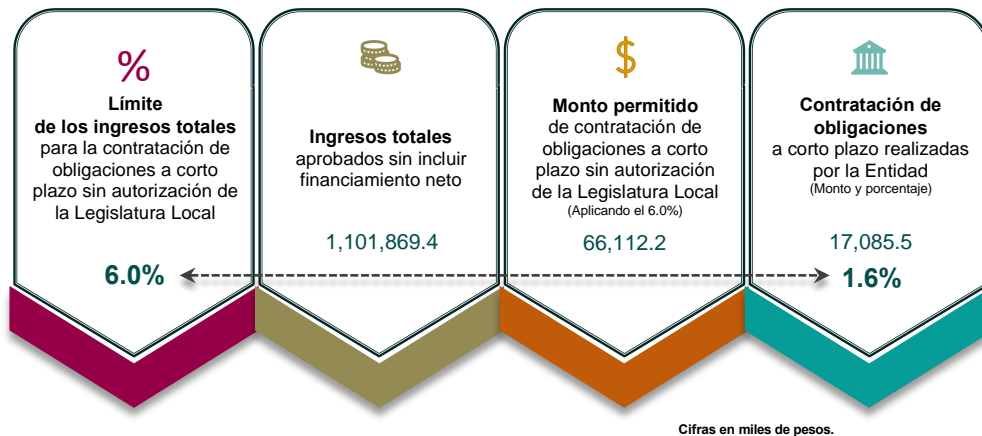 %
Límite
de los ingresos totales
para la contratación de
obligaciones a corto
plazo sin autorización de
la Legislatura Local
6.0%
Ingresos totales
aprobados sin incluir
financiamiento neto
1,101,869.4
$
Monto permitido
de contratación de
obligaciones a corto
plazo sin autorización
de la Legislatura Local
(Aplicando el 6.0%)
66,112.2
Contratación de
obligaciones
a corto plazo realizadas
por la Entidad
(Monto y porcentaje)
17,085.5
1.6%
Cifras en miles de pesos.